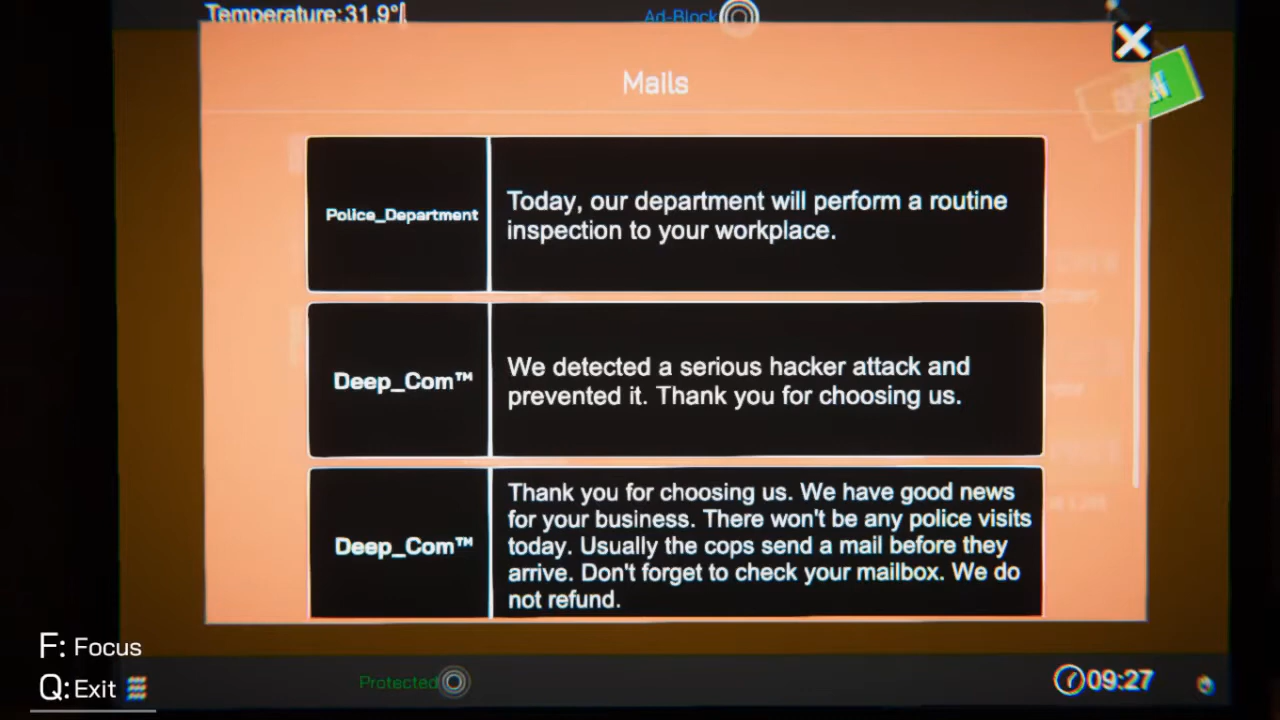 Temperature:31.9°
Ad-Block
Mails
Police_Department
Today, our department will perform a routine
inspection to your workplace.
Deep_Com™
We detected a serious hacker attack and
prevented it. Thank you for choosing us.
Deep_Com™
Thank you for choosing us. We have good news
for your business. There won't be any police visits
today. Usually the cops send a mail before they
arrive. Don't forget to check your mailbox. We do
not refund.
F: Focus
Q: Exit
Protected
09:27